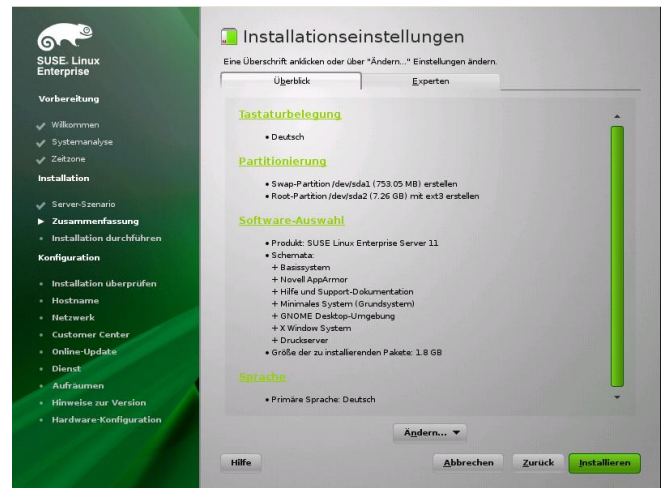 SUSE. Linux
Enterprise
Vorbereitung
Willkommen
Systemanalyse
Zeitzone
Installation
Server-Szenario
Zusammenfassung
Installation durchführen
Konfiguration
Installation überprüfen
Hostname
Netzwerk
Customer Center
Online-Update
Dienst
Aufräumen
Hinweise zur Version
Hardware-Konfiguration
Installationseinstellungen
Eine Überschrift anklicken oder über "Ändern..." Einstellungen ändern.
Überblick
Experten
Tastaturbelegung
• Deutsch
Partitionierung
• Swap-Partition /dev/sda1 (753.05 MB) erstellen
• Root-Partition /dev/sda2 (7.26 GB) mit ext3 erstellen
Software-Auswahl
• Produkt: SUSE Linux Enterprise Server 11
• Schemata:
+ Basissystem
+ Novell AppArmor
+ Hilfe und Support-Dokumentation
+ Minimales System (Grundsystem)
+ GNOME Desktop-Umgebung
+ X Window System
+ Druckserver
• Größe der zu installierenden Pakete: 1.8 GB
Sprache
• Primäre Sprache: Deutsch
Ändern...
Hilfe
Abbrechen
Zurück
Installieren